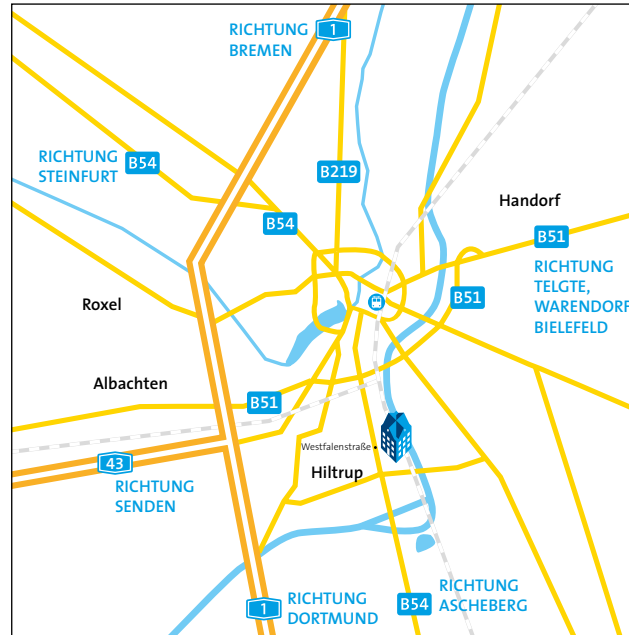 1
RICHTUNG
BREMEN
RICHTUNG
STEINFURT
B54
B219
B54
Handorf
B51
RICHTUNG
TELGTE,
WARENDORF
BIELEFELD
B51
Roxel
Albachten
B51
Westfalenstraße
Hiltrup
43
RICHTUNG
SENDEN
1
RICHTUNG
DORTMUND
B54
RICHTUNG
ASCHEBERG